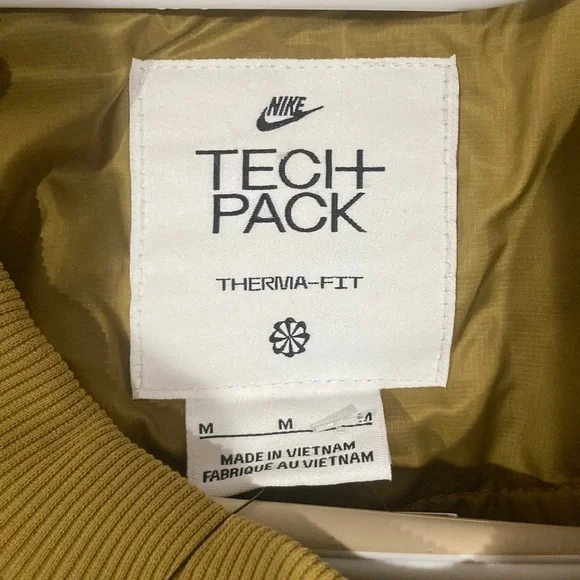 NIKE
TECH
PACK
THERMA-FIT
M M M
MADE IN VIETNAM
FABRIQUE AU VIETNAM